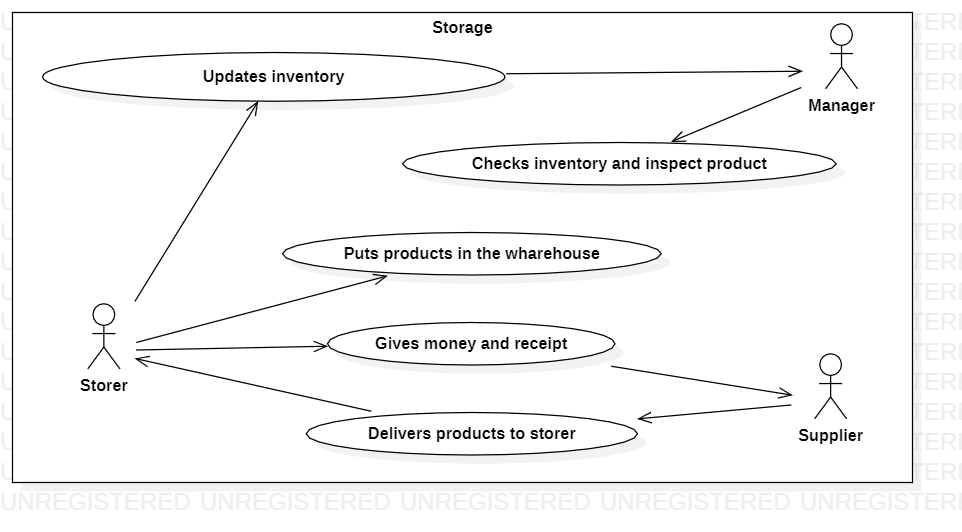 Storage
Updates inventory
Manager
Checks inventory and inspect product
Puts products in the wharehouse
Gives money and receipt
Storer
Delivers products to storer
Supplier
UNREGISTERED UNREGISTERED UNREGISTERED UNREGISTERED UNREGISTERI